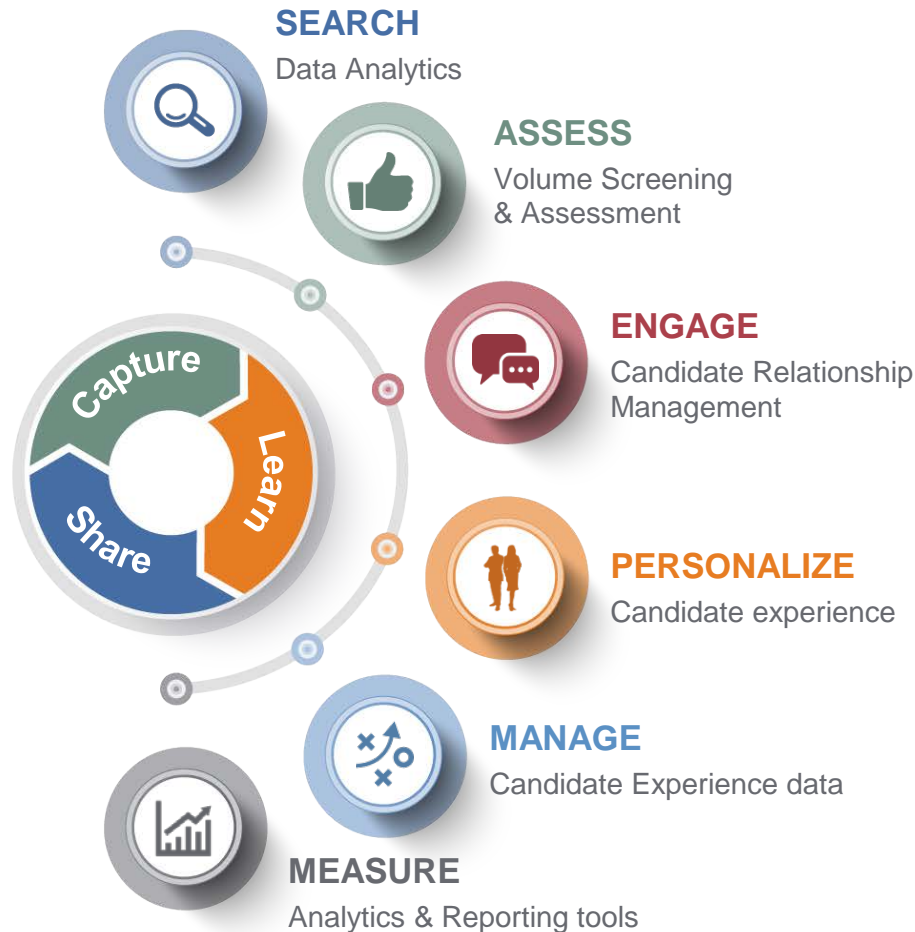 SEARCH
Data Analytics
ASSESS
Volume Screening
& Assessment
ENGAGE
Candidate Relationship
Management
Capture
Learn
Share
PERSONALIZE
Candidate experience
MANAGE
Candidate Experience data
MEASURE
Analytics & Reporting tools